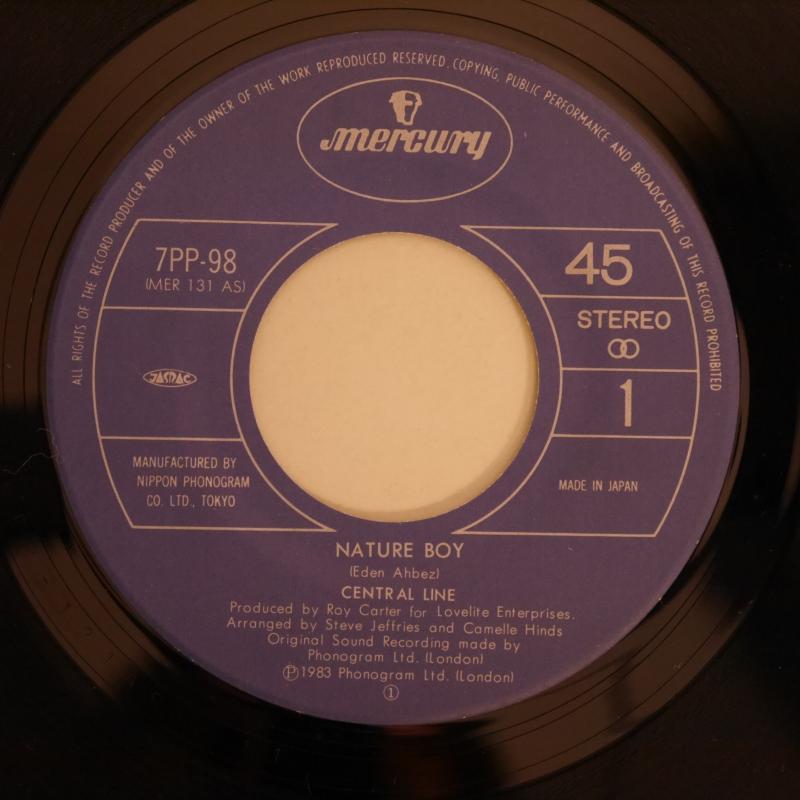 ALL RIGHTS OF THE RECORD PRODUCER AND OF THE OWNER OF THE WORK REPRODUCED RESERVED. COPYING, PUBLIC PERFORMANCE AND BROADCASTING OF THIS RECORD PROHIBITED
mercury
7PP-98
(MER 131 AS)
45
STEREO
1
JASRAC
MANUFACTURED BY
NIPPON PHONOGRAM
CO. LTD., TOKYO
MADE IN JAPAN
NATURE BOY
(Eden Ahbez)
CENTRAL LINE
Produced by Roy Carter for Lovelite Enterprises.
Arranged by Steve Jeffries and Camelle Hinds
Original Sound Recording made by
Phonogram Ltd. (London)
Ⓟ1983 Phonogram Ltd. (London)
①